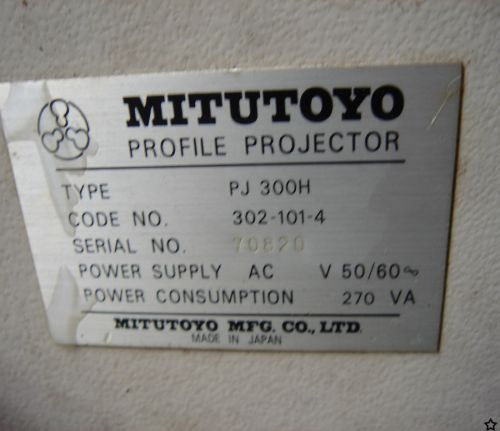 MITUTOYO
PROFILE PROJECTOR
TYPE PJ 300H
CODE NO. 302-101-4
SERIAL NO. 70820
POWER SUPPLY AC V 50/60~
POWER CONSUMPTION 270 VA
MITUTOYO MFG. CO., LTD.
MADE IN JAPAN